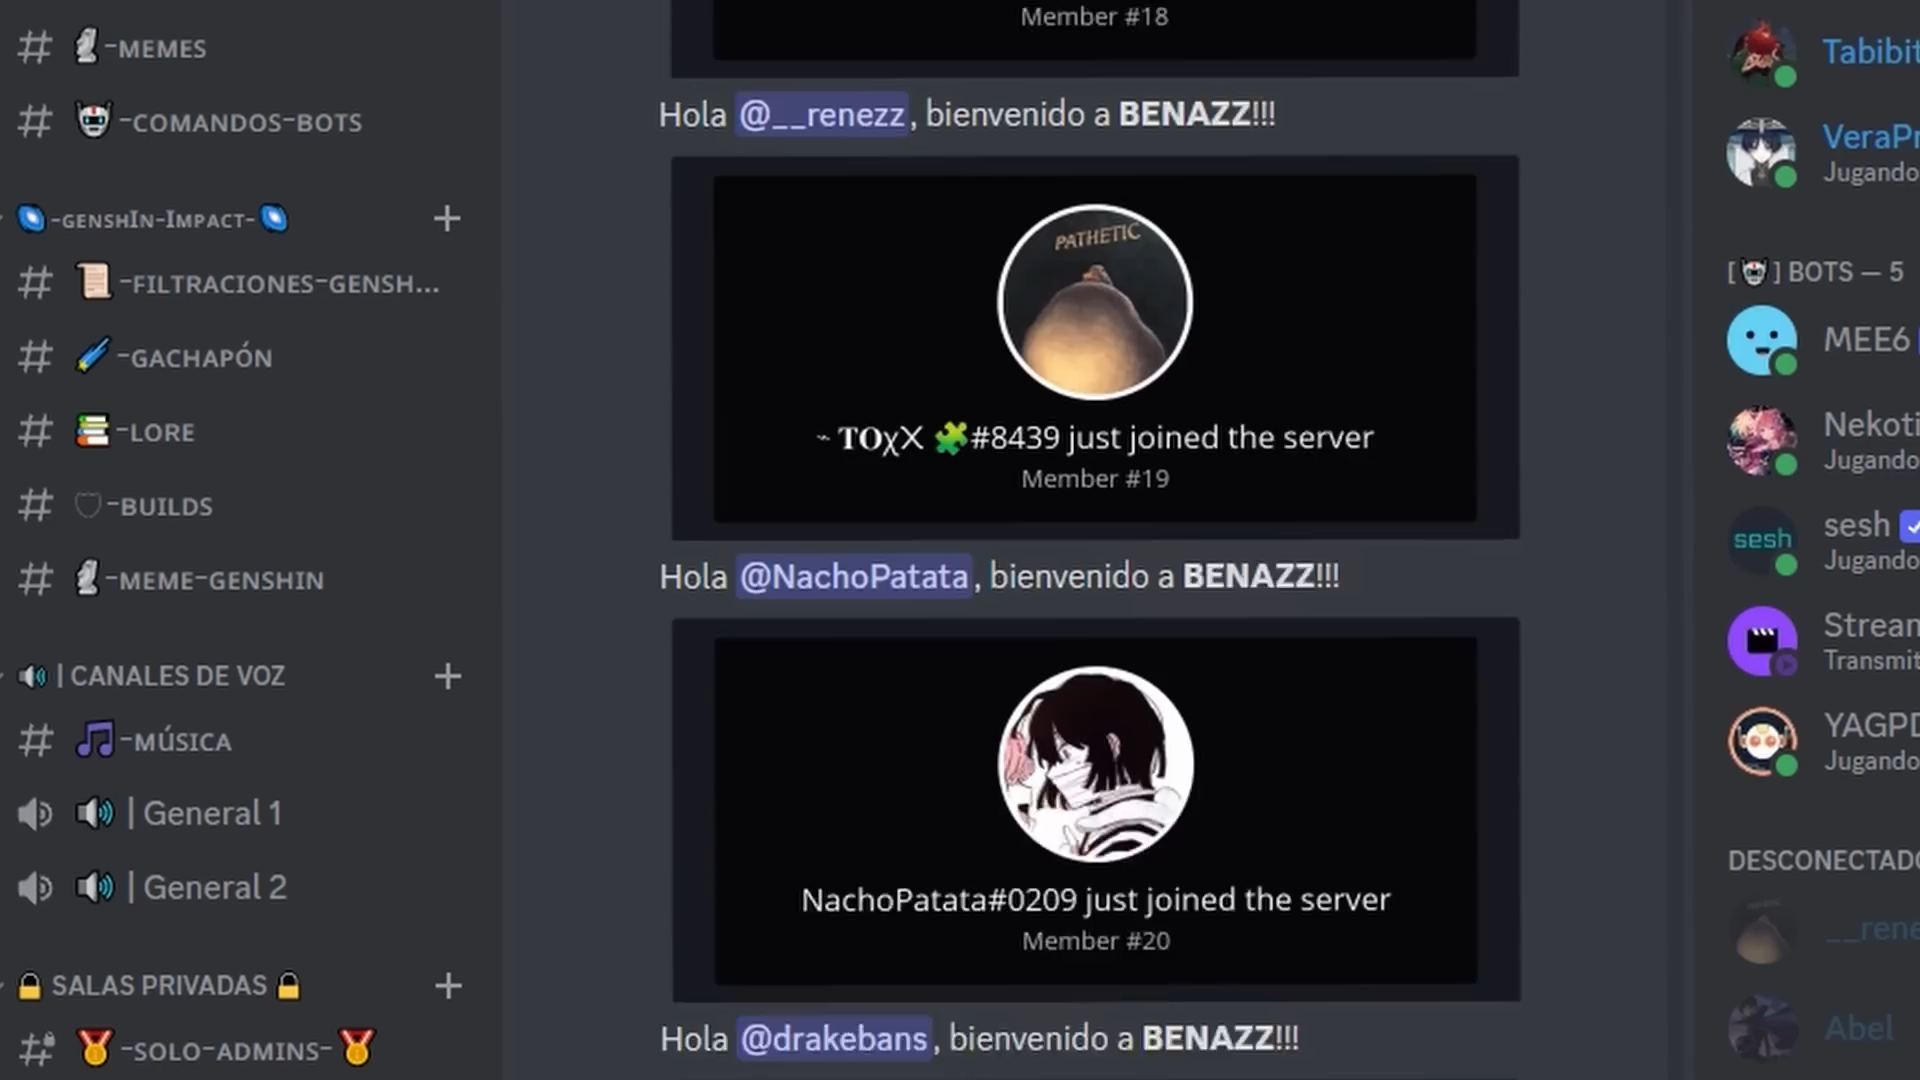 -MEMES
-COMANDOS-BOTS
-GENSHIN-IMPACT-
-FILTRACIONES-GENSH...
-GACHAPÓN
-LORE
-BUILDS
-MEME-GENSHIN
| CANALES DE VOZ
-MÚSICA
| General 1
| General 2
SALAS PRIVADAS
-SOLO-ADMINS-
Member #18
Hola @__renezz, bienvenido a BENAZZ!!!
PATHETIC
~ TOχX 🧩#8439 just joined the server
Member #19
Hola @NachoPatata, bienvenido a BENAZZ!!!
NachoPatata#0209 just joined the server
Member #20
Hola @drakebans, bienvenido a BENAZZ!!!
Tabibit
VeraPr
Jugando
[🤖] BOTS — 5
MEE6
Nekoti
Jugando
sesh
sesh
Jugando
Stream
Transmit
YAGPD
Jugando
DESCONECTADO
__rene
Abel